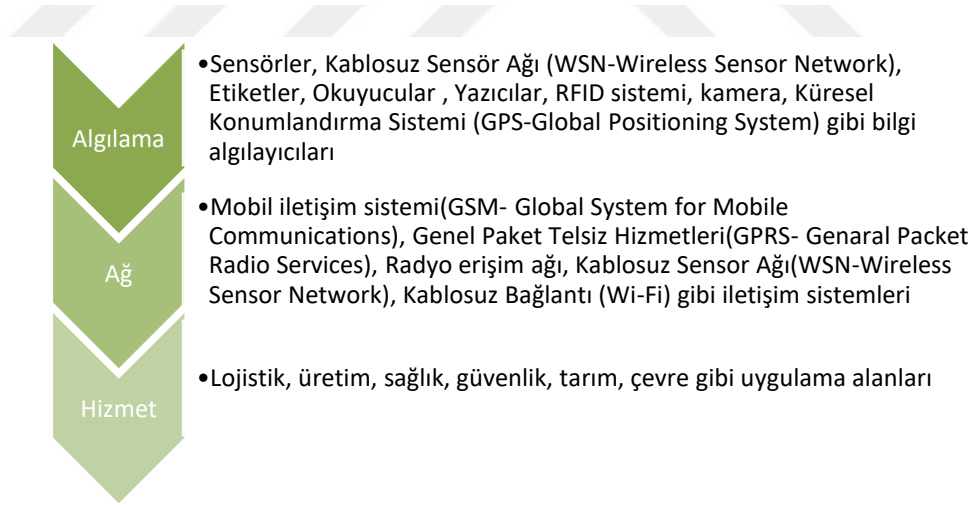 Algılama
•Sensörler, Kablosuz Sensör Ağı (WSN-Wireless Sensor Network),
Etiketler, Okuyucular , Yazıcılar, RFID sistemi, kamera, Küresel
Konumlandırma Sistemi (GPS-Global Positioning System) gibi bilgi
algılayıcıları
Ağ
•Mobil iletişim sistemi(GSM- Global System for Mobile
Communications), Genel Paket Telsiz Hizmetleri(GPRS- Genaral Packet
Radio Services), Radyo erişim ağı, Kablosuz Sensor Ağı(WSN-Wireless
Sensor Network), Kablosuz Bağlantı (Wi-Fi) gibi iletişim sistemleri
Hizmet
•Lojistik, üretim, sağlık, güvenlik, tarım, çevre gibi uygulama alanları